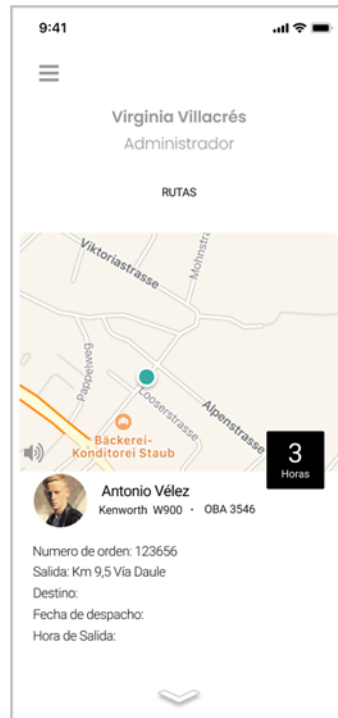 9:41
Virginia Villacrés
Administrador
RUTAS
Viktoriastrasse
Mohnstra
Pappelweg
Looserstrasse
Alpenstrasse
Bäckerei-
Konditorei Staub
3
Horas
Antonio Vélez
Kenworth W900 · OBA 3546
Numero de orden: 123656
Salida: Km 9,5 Vía Daule
Destino:
Fecha de despacho:
Hora de Salida: